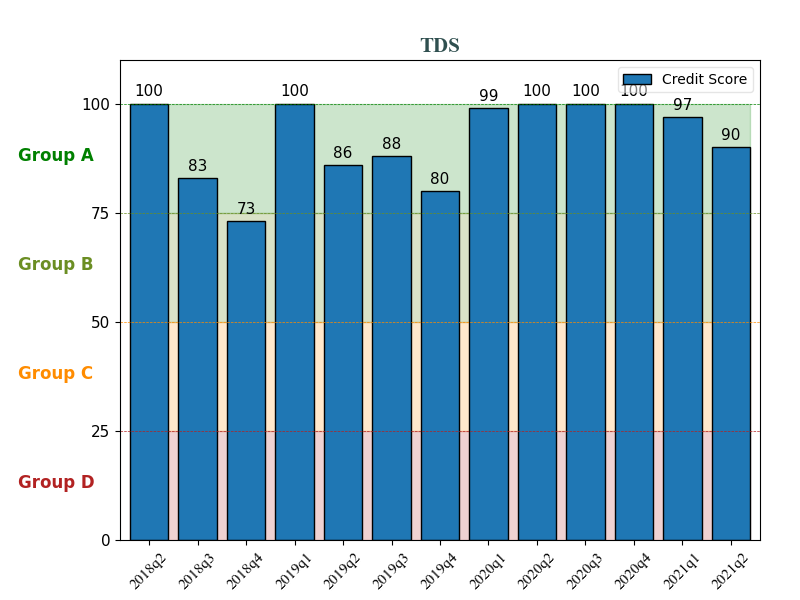 TDS
Credit Score
100
83
73
100
86
88
80
99
100
100
100
97
90
100
75
50
25
0
Group A
Group B
Group C
Group D
2018q2
2018q3
2018q4
2019q1
2019q2
2019q3
2019q4
2020q1
2020q2
2020q3
2020q4
2021q1
2021q2